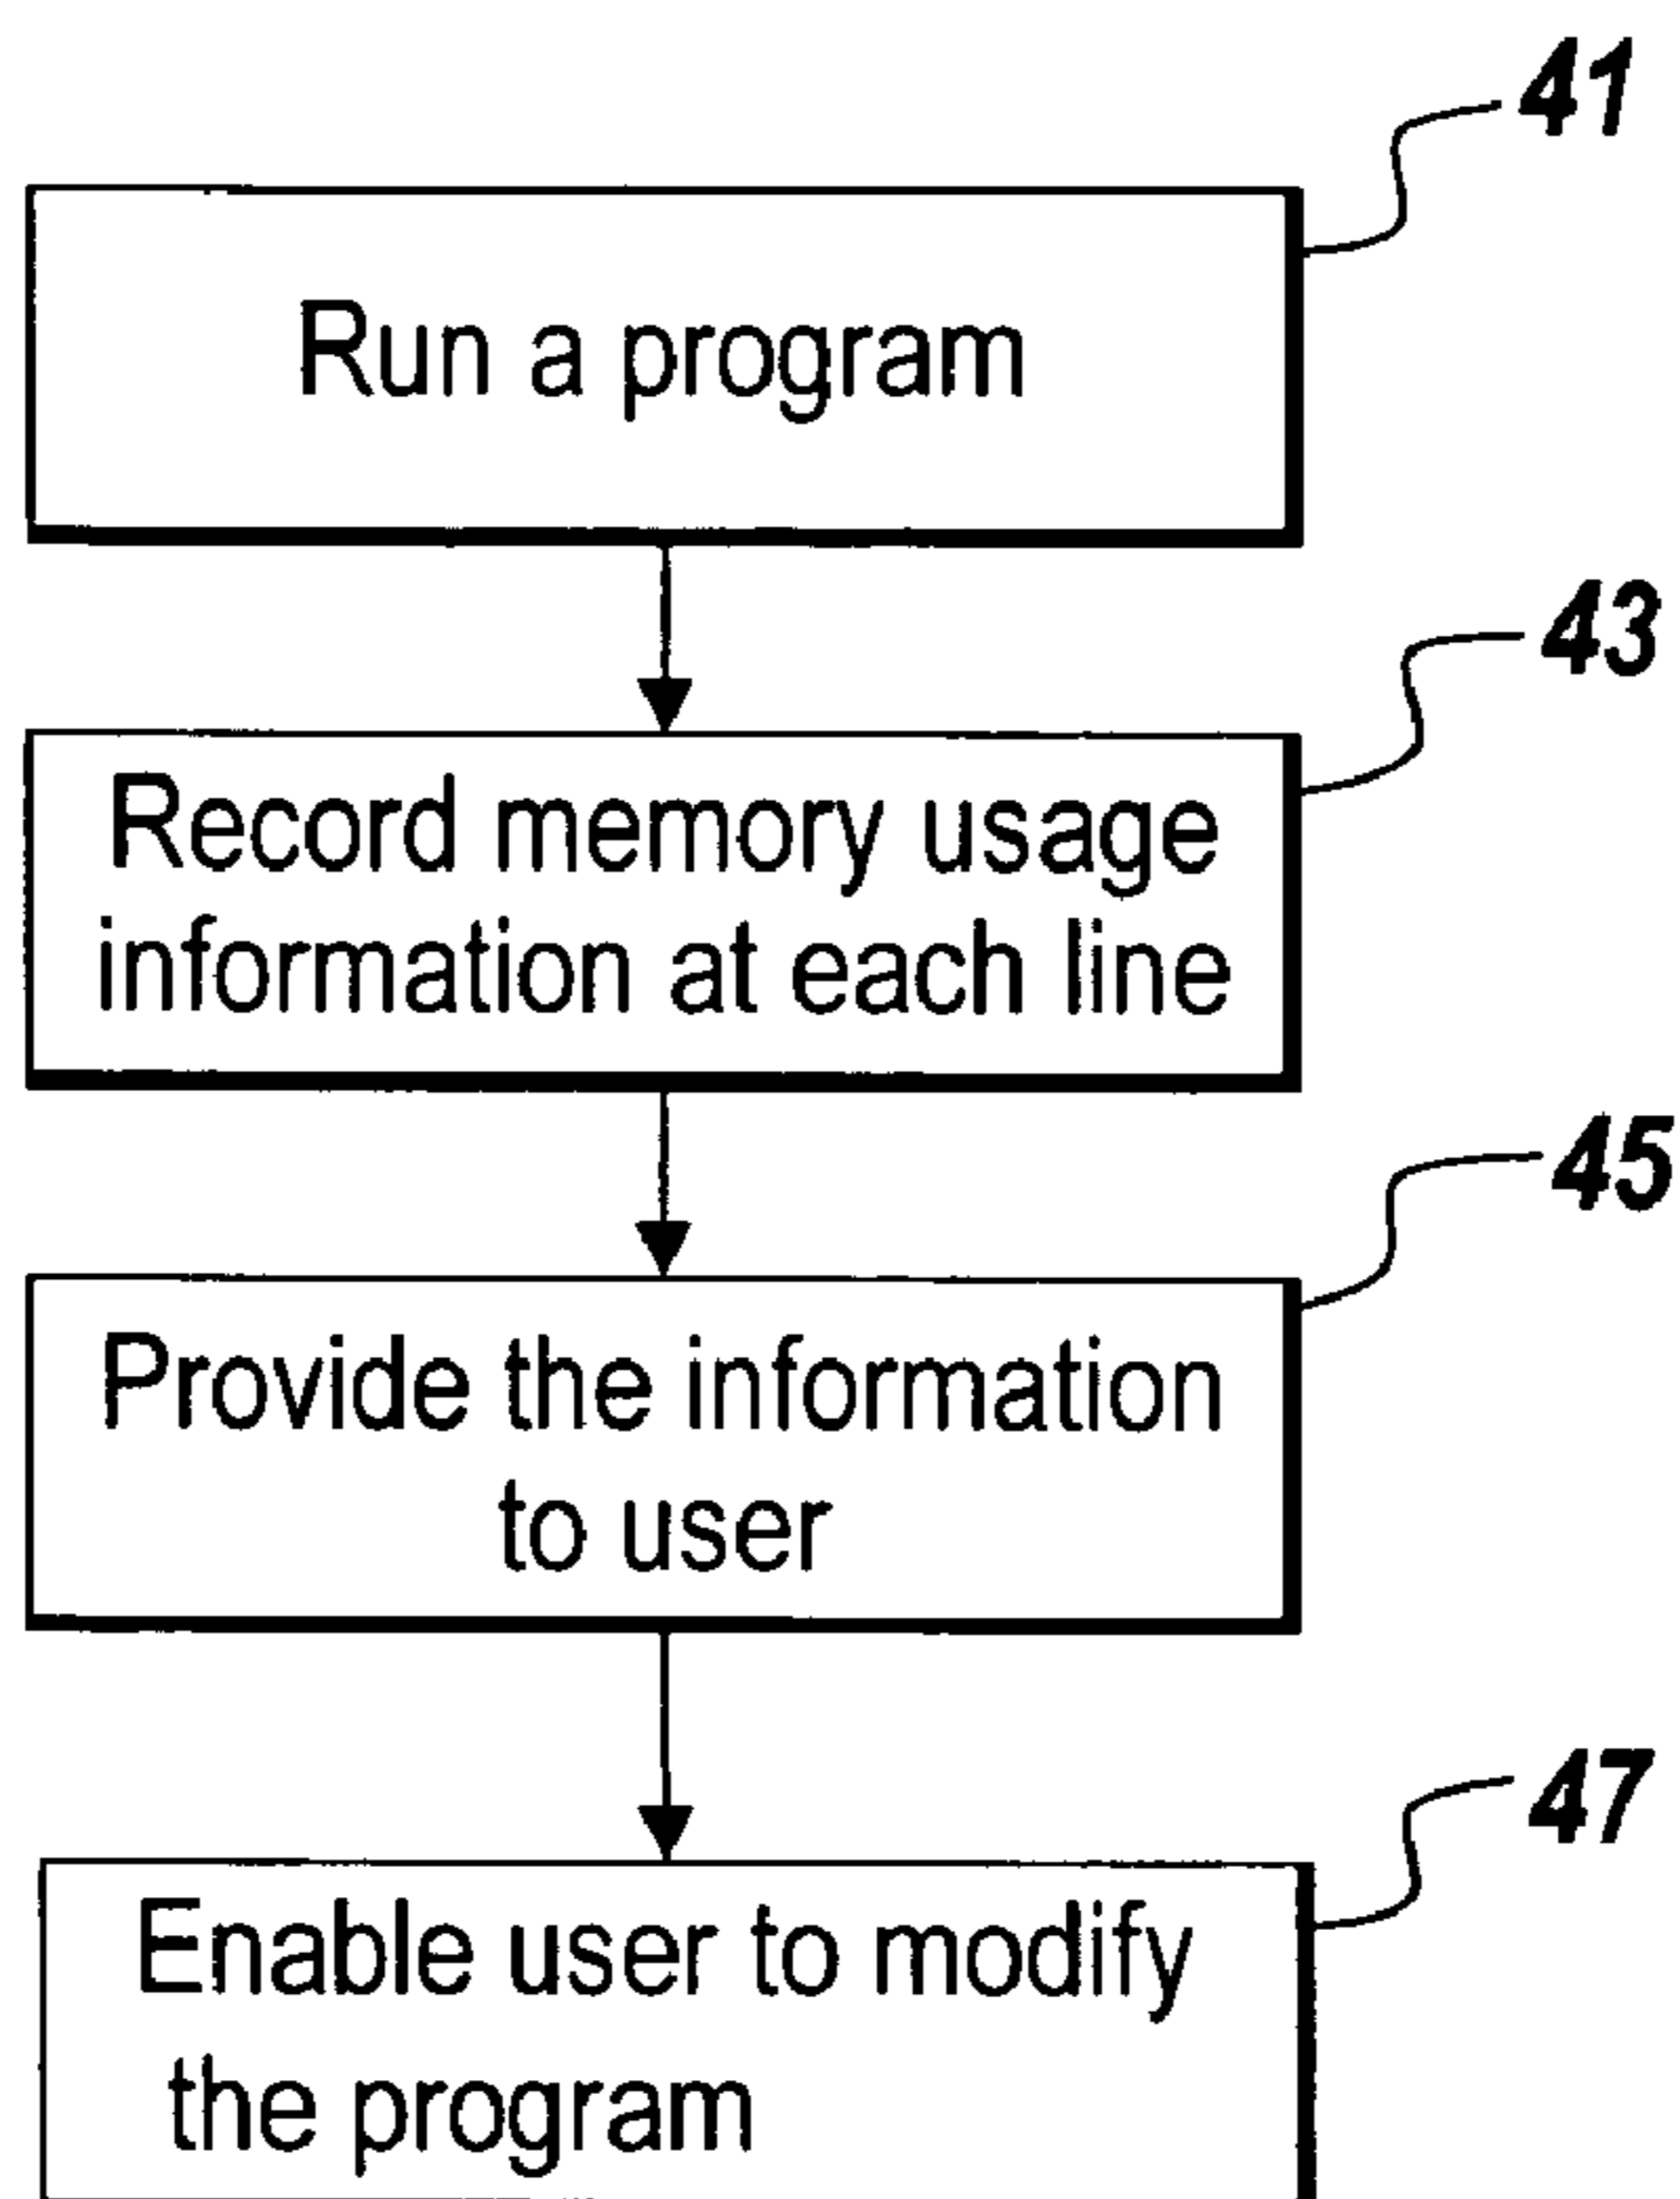 41
Run a program
43
Record memory usage
information at each line
45
Provide the information
to user
47
Enable user to modify
the program